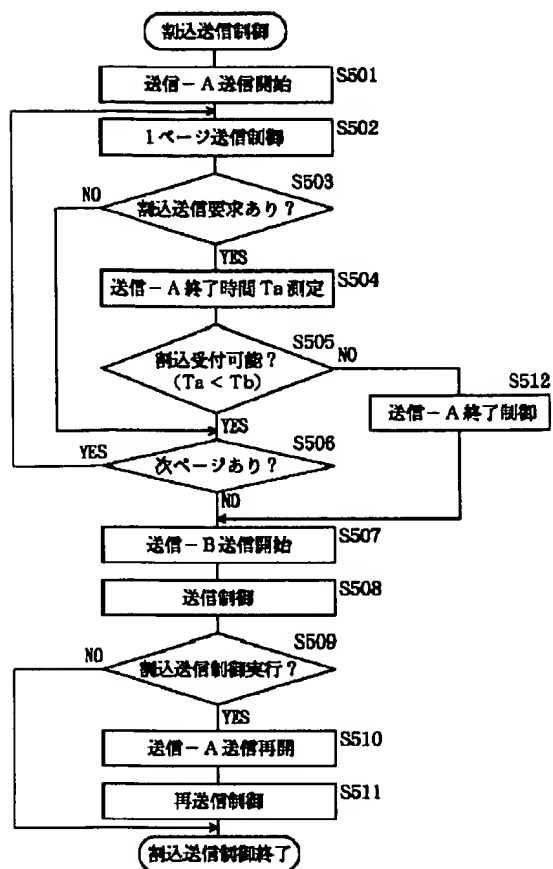 割込送信制御
送信－A送信開始
S501
1ページ送信制御
S502
S503
NO
割込送信要求あり？
YES
送信－A終了時間Ta測定
S504
S505
割込受付可能？
(Ta < Tb)
NO
S512
送信－A終了制御
YES
S506
YES
次ページあり？
NO
送信－B送信開始
S507
送信制御
S508
S509
NO
割込送信制御実行？
YES
送信－A送信再開
S510
再送信制御
S511
割込送信制御終了